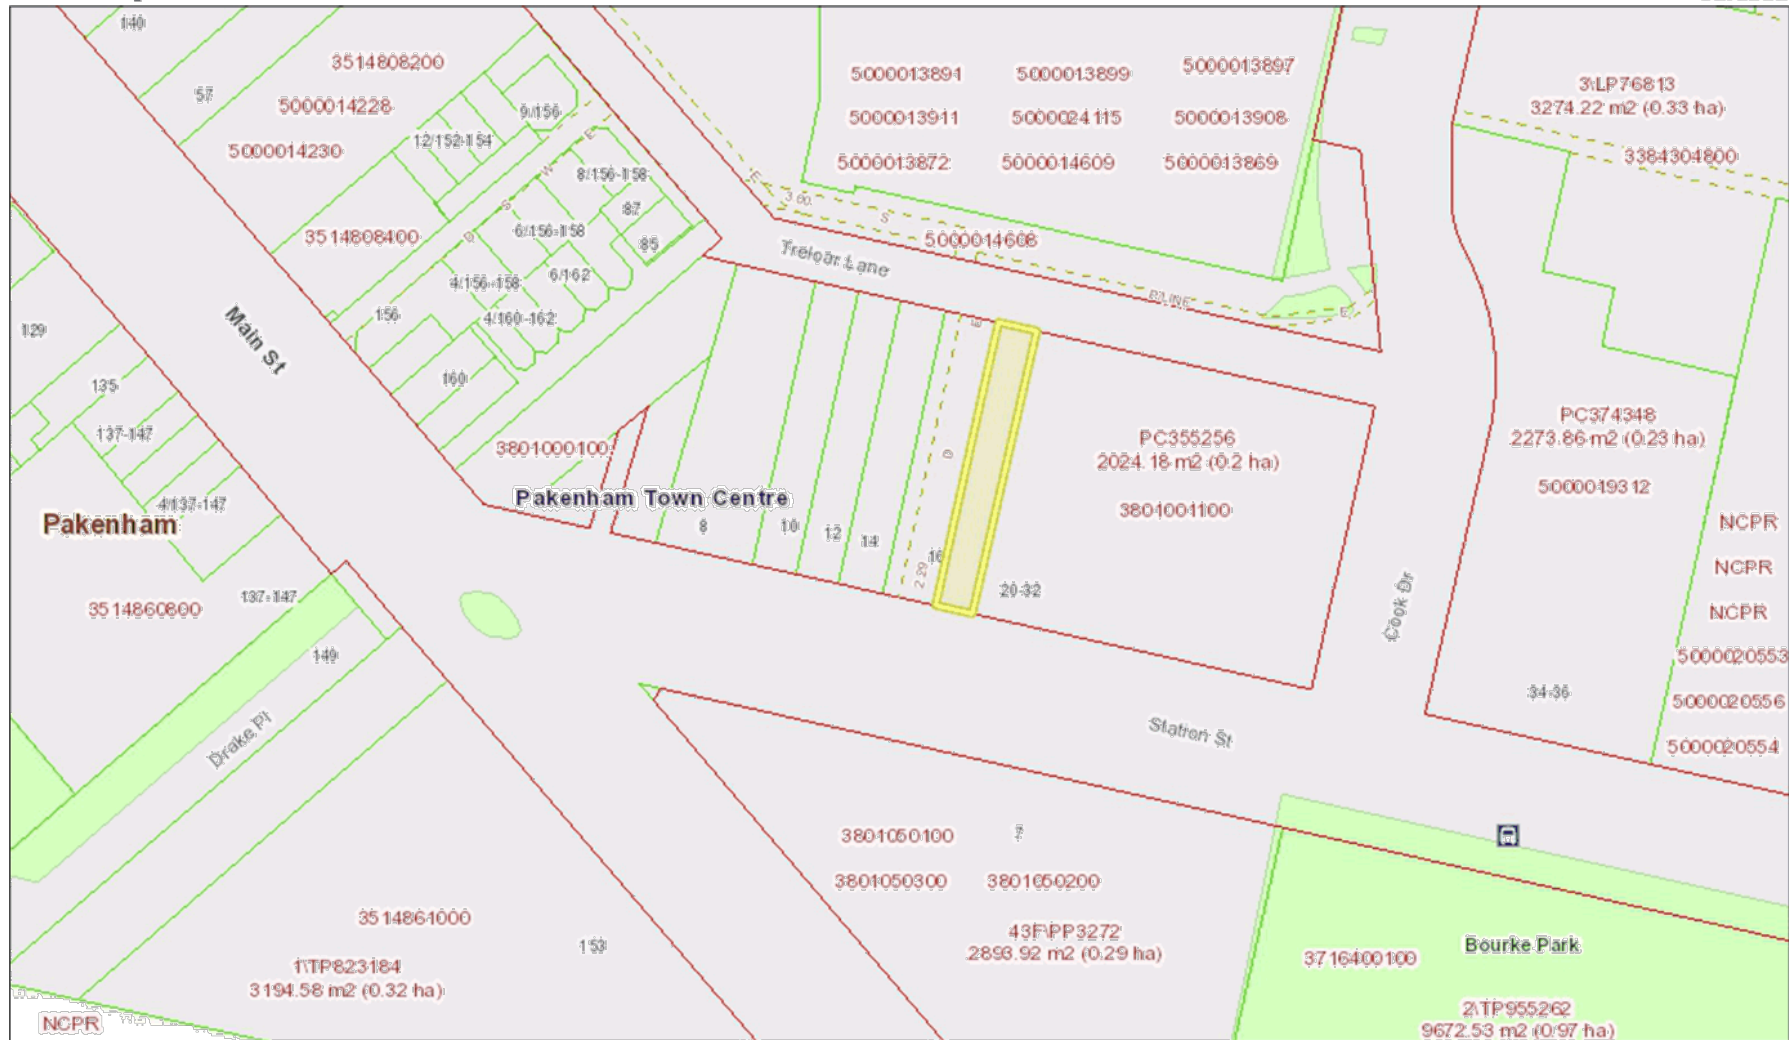 140
3514808200
5000013891 5000013899 5000013897
3\LP76813
3274.22 m2 (0.33 ha)
57
5000014228
9/156
5000013911 5000024115 5000013908
12/152-154
5000014230
5000013872 5000014609 5000013869
3384304800
E
W
8/156-158
E
3.00
S
87
S
3514808400
D
6/156-158
85
5000014608
Treloar Lane
4/156-158
6/162
P/LINE
E
156
4/160-162
E
129
Main St
160
135
137-147
3801000100
PC355256
2024.18 m2 (0.2 ha)
PC374348
2273.86 m2 (0.23 ha)
D
5000019312
4/137-147
Pakenham Town Centre
3801001100
Pakenham
8
10
12
14
16
NCPR
NCPR
2.29
20-32
Cook Dr
NCPR
137-147
3514860800
149
5000020553
34-36
5000020556
Drake Pl
Station St
5000020554
3801050100
7
3801050300 3801050200
3514861000
43F\PP3272
2893.92 m2 (0.29 ha)
153
Bourke Park
3716400100
1\TP823184
3194.58 m2 (0.32 ha)
2\TP955262
9672.53 m2 (0.97 ha)
NCPR